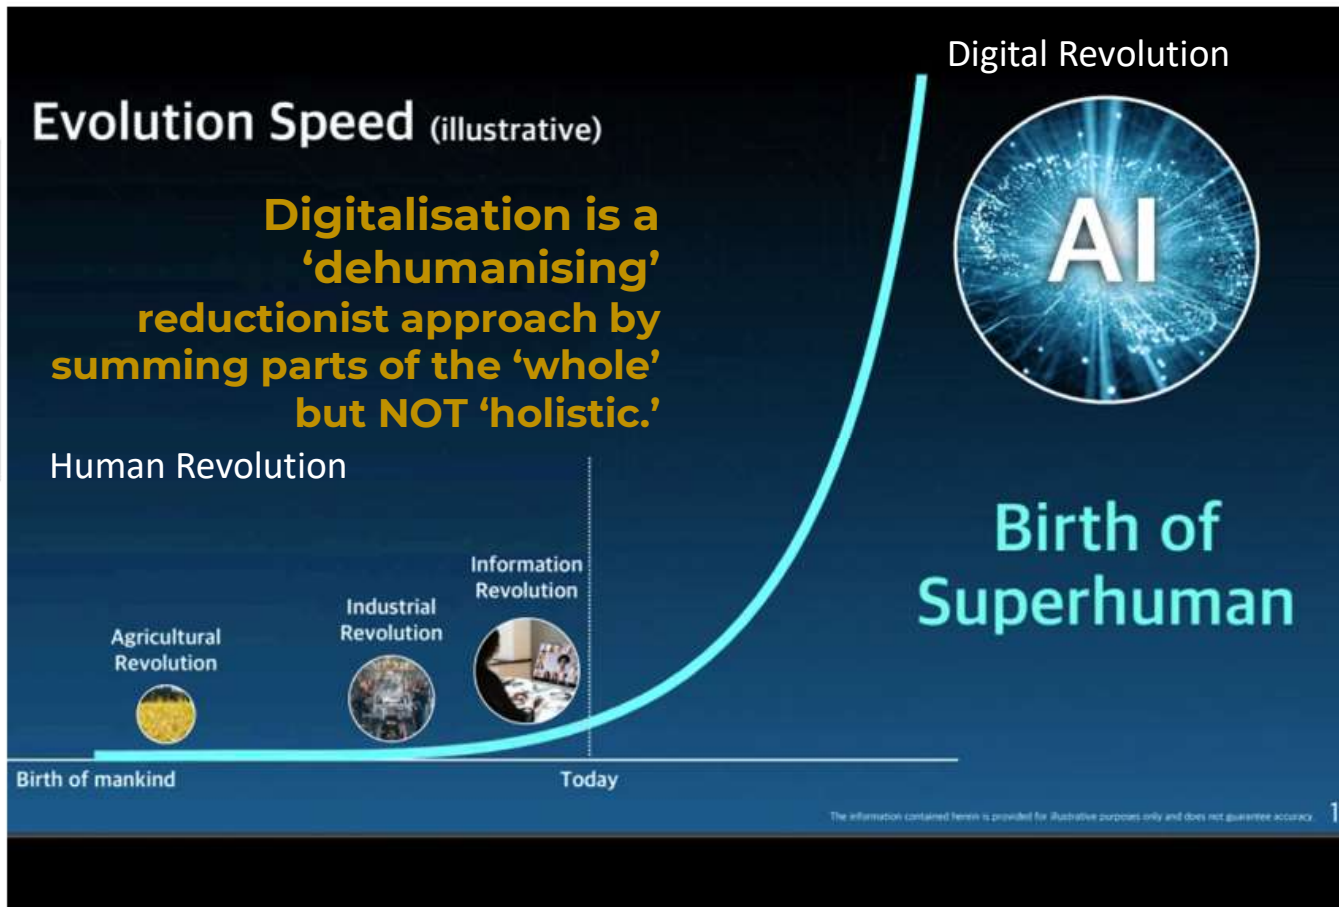 Digital Revolution
Evolution Speed (illustrative)
AI
Digitalisation is a
‘dehumanising’
reductionist approach by
summing parts of the ‘whole’
but NOT ‘holistic.’
Human Revolution
Birth of
Superhuman
Information
Revolution
Industrial
Revolution
Agricultural
Revolution
Birth of mankind
Today
The information contained herein is provided for illustrative purposes only and does not guarantee accuracy. 1